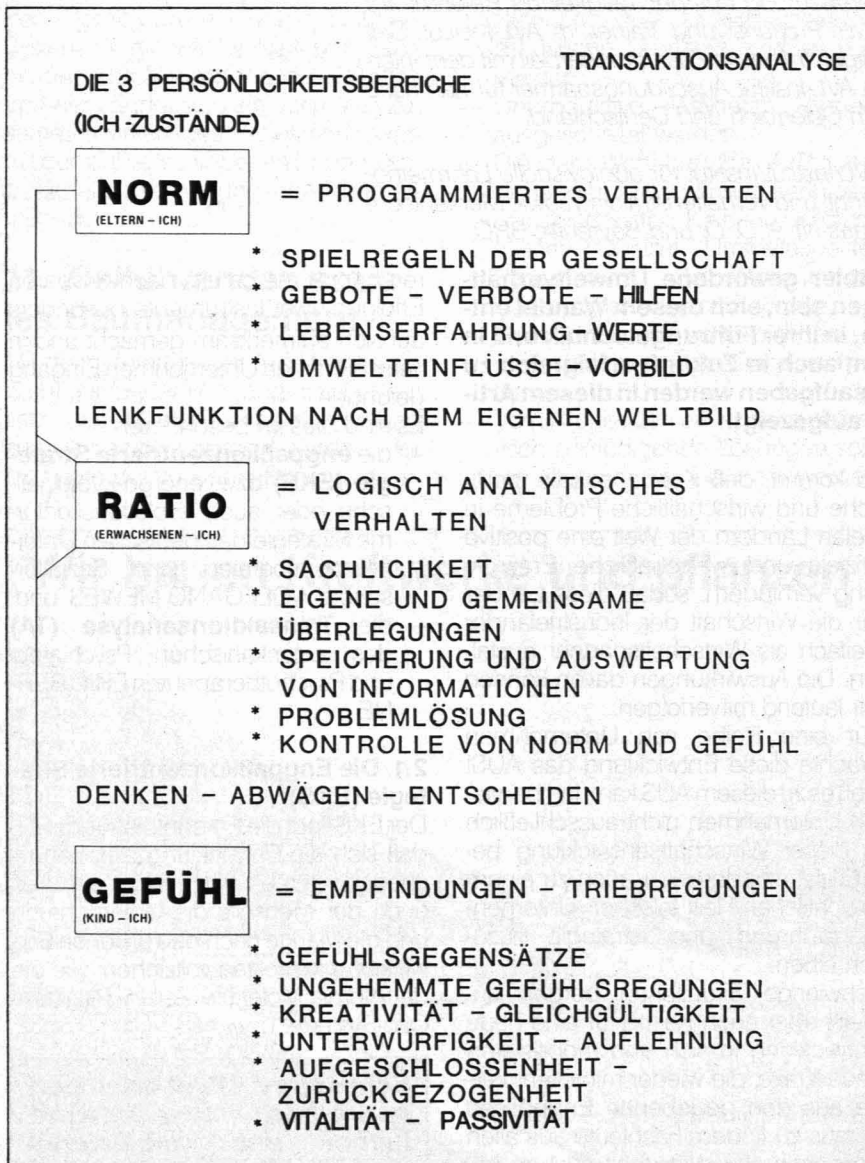 TRANSAKTIONSANALYSE
DIE 3 PERSÖNLICHKEITSBEREICHE
(ICH-ZUSTÄNDE)
NORM = PROGRAMMIERTES VERHALTEN
(ELTERN – ICH)
* SPIELREGELN DER GESELLSCHAFT
* GEBOTE – VERBOTE – HILFEN
* LEBENSERFAHRUNG – WERTE
* UMWELTEINFLÜSSE – VORBILD
LENKFUNKTION NACH DEM EIGENEN WELTBILD
RATIO = LOGISCH ANALYTISCHES
(ERWACHSENEN – ICH) VERHALTEN
* SACHLICHKEIT
* EIGENE UND GEMEINSAME
ÜBERLEGUNGEN
* SPEICHERUNG UND AUSWERTUNG
VON INFORMATIONEN
* PROBLEMLÖSUNG
* KONTROLLE VON NORM UND GEFÜHL
DENKEN – ABWÄGEN – ENTSCHEIDEN
GEFÜHL = EMPFINDUNGEN – TRIEBREGUNGEN
(KIND – ICH)
* GEFÜHLSGEGENSÄTZE
* UNGEHEMMTE GEFÜHLSREGUNGEN
* KREATIVITÄT – GLEICHGÜLTIGKEIT
* UNTERWÜRFIGKEIT – AUFLEHNUNG
* AUFGESCHLOSSENHEIT –
ZURÜCKGEZOGENHEIT
* VITALITÄT – PASSIVITÄT